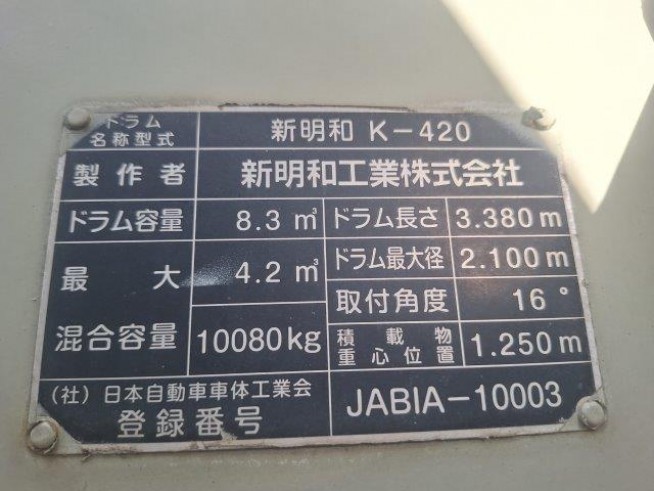 ドラム
名称型式
新明和 K-420
製作者
新明和工業株式会社
ドラム容量
8.3 m³
ドラム長さ
3.380 m
最大
混合容量
4.2 m³
10080kg
ドラム最大径
2.100 m
取付角度
16°
積載物
重心位置
1.250 m
(社)日本自動車車体工業会
登録番号
JABIA-10003